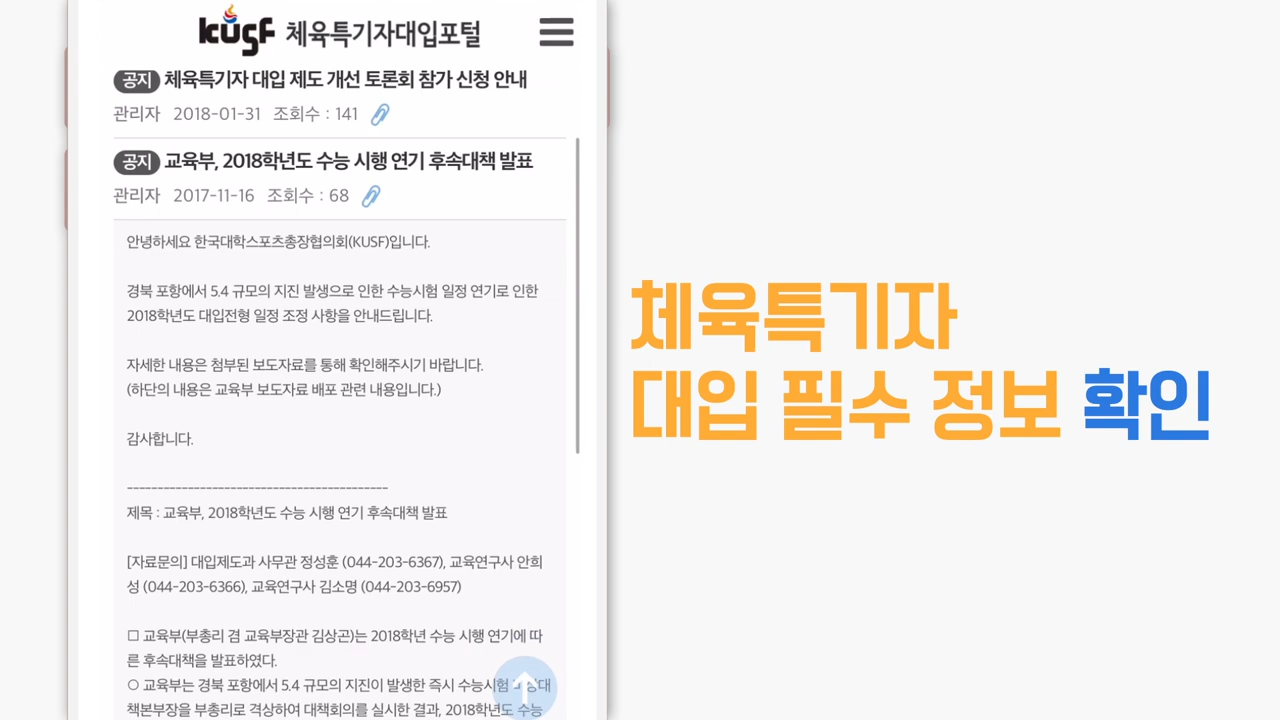 kusf 체육특기자대입포털
공지 체육특기자 대입 제도 개선 토론회 참가 신청 안내
관리자 2018-01-31 조회수 : 141
공지 교육부, 2018학년도 수능 시행 연기 후속대책 발표
관리자 2017-11-16 조회수 : 68
안녕하세요 한국대학스포츠총장협의회(KUSF)입니다.
경북 포항에서 5.4 규모의 지진 발생으로 인한 수능시험 일정 연기로 인한
2018학년도 대입전형 일정 조정 사항을 안내드립니다.
자세한 내용은 첨부된 보도자료를 통해 확인해주시기 바랍니다.
(하단의 내용은 교육부 보도자료 배포 관련 내용입니다.)
감사합니다.
-------------------------------------------
제목 : 교육부, 2018학년도 수능 시행 연기 후속대책 발표
[자료문의] 대입제도과 사무관 정성훈 (044-203-6367), 교육연구사 안희
성 (044-203-6366), 교육연구사 김소명 (044-203-6957)
□ 교육부(부총리 겸 교육부장관 김상곤)는 2018학년 수능 시행 연기에 따
른 후속대책을 발표하였다.
○ 교육부는 경북 포항에서 5.4 규모의 지진이 발생한 즉시 수능시험
책본부장을 부총리로 격상하여 대책회의를 실시한 결과, 2018학년도 수능
체육특기자
대입 필수 정보 확인